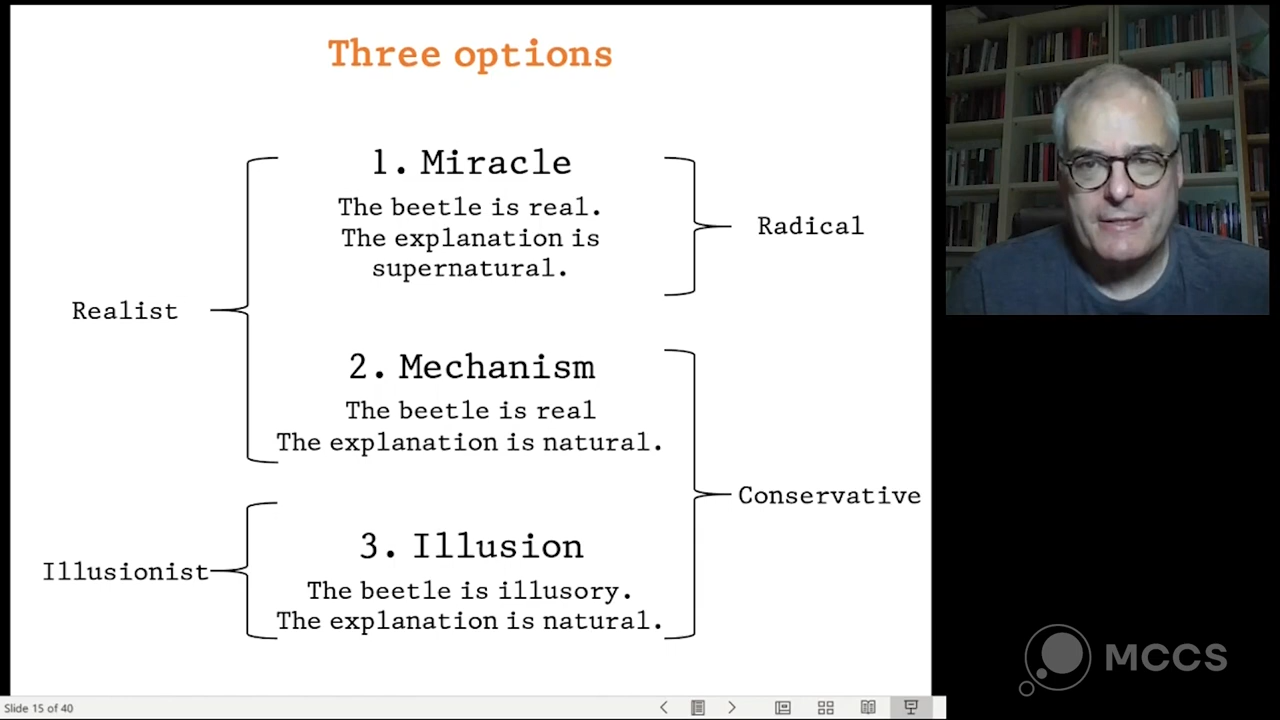 Three options
1. Miracle
The beetle is real.
The explanation is
supernatural.
Radical
Realist
2. Mechanism
The beetle is real
The explanation is natural.
Conservative
3. Illusion
Illusionist
The beetle is illusory.
The explanation is natural.
MCCS
Slide 15 of 40